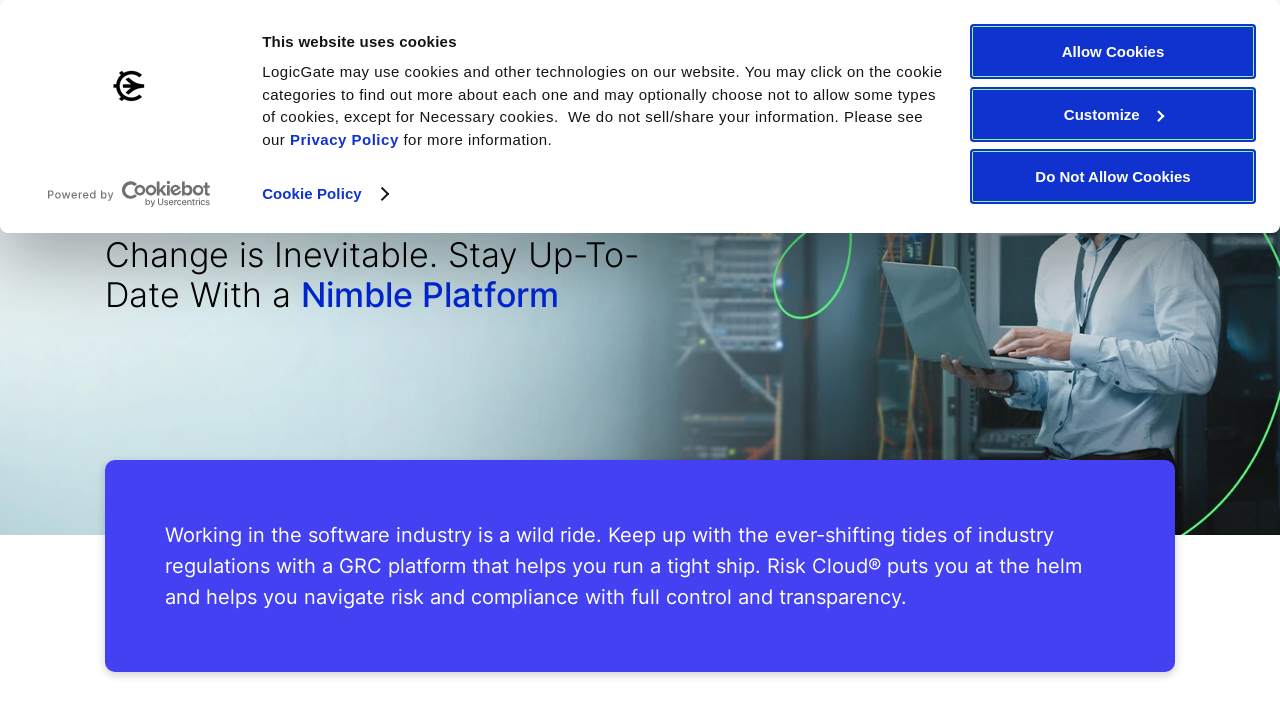 This website uses cookies
LogicGate may use cookies and other technologies on our website. You may click on the cookie
categories to find out more about each one and may optionally choose not to allow some types
of cookies, except for Necessary cookies.  We do not sell/share your information. Please see
our Privacy Policy for more information.
Cookie Policy
Powered by Cookiebot
by Usercentrics
Allow Cookies
Customize
Do Not Allow Cookies
Change is Inevitable. Stay Up-To-
Date With a Nimble Platform
Working in the software industry is a wild ride. Keep up with the ever-shifting tides of industry
regulations with a GRC platform that helps you run a tight ship. Risk Cloud® puts you at the helm
and helps you navigate risk and compliance with full control and transparency.